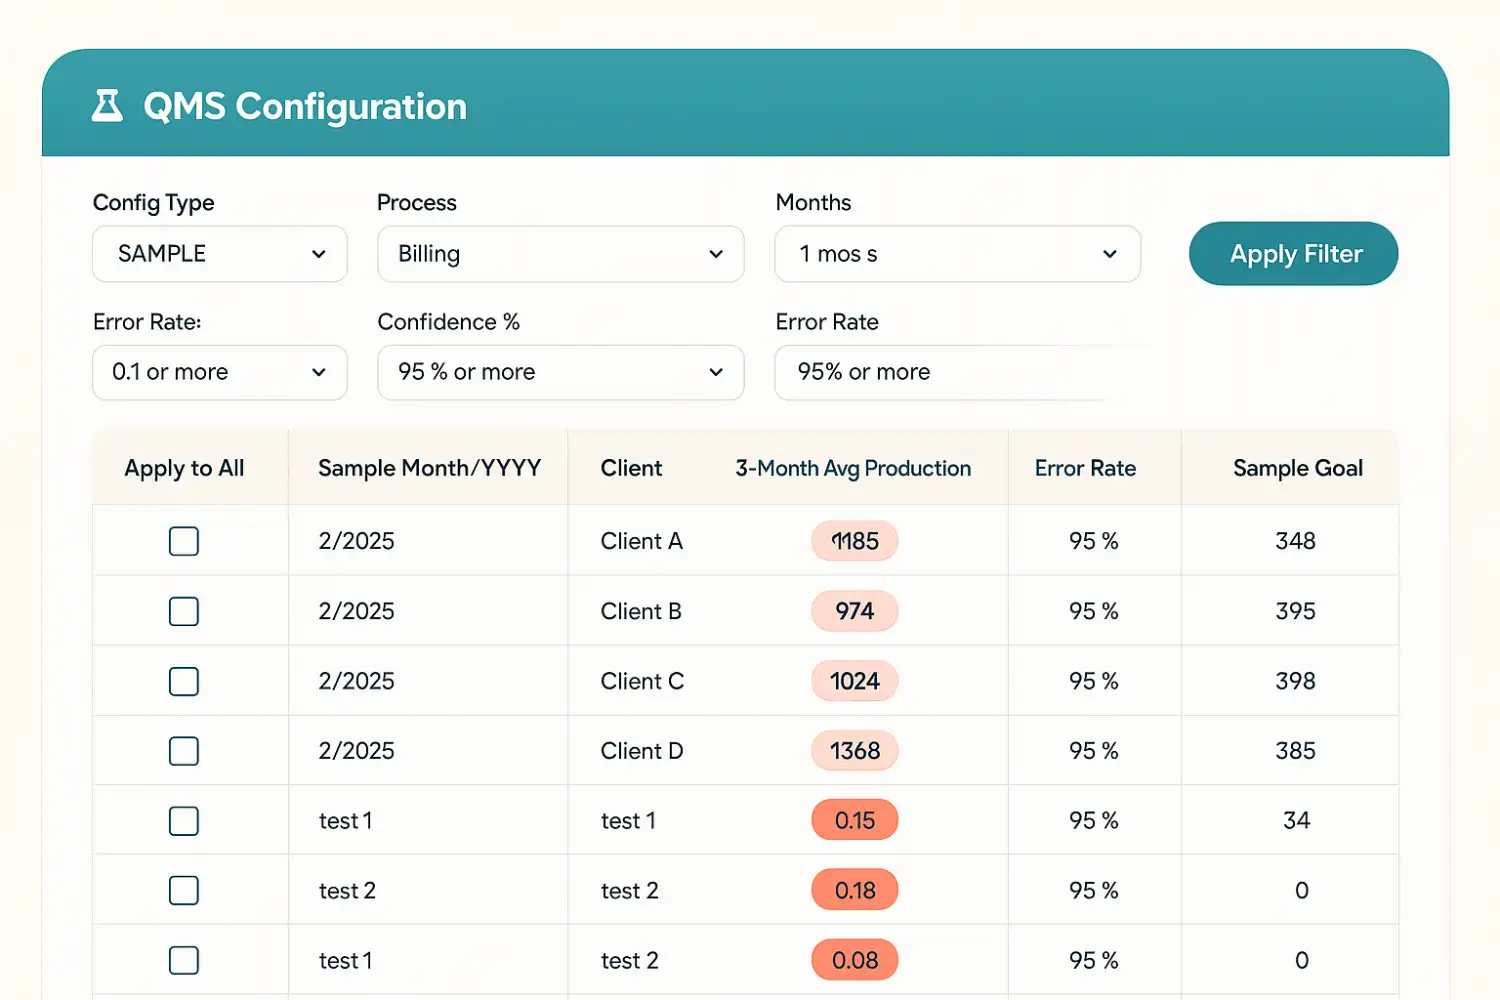 QMS Configuration
Config Type Process Months
SAMPLE Billing 1 mos s Apply Filter
Error Rate: Confidence % Error Rate
0.1 or more 95 % or more 95% or more
Apply to All Sample Month/YYYY Client 3-Month Avg Production Error Rate Sample Goal
2/2025 Client A 1185 95 % 348
2/2025 Client B 974 95 % 395
2/2025 Client C 1024 95 % 398
2/2025 Client D 1368 95 % 385
test 1 test 1 0.15 95 % 34
test 2 test 2 0.18 95 % 0
test 1 test 2 0.08 95 % 0